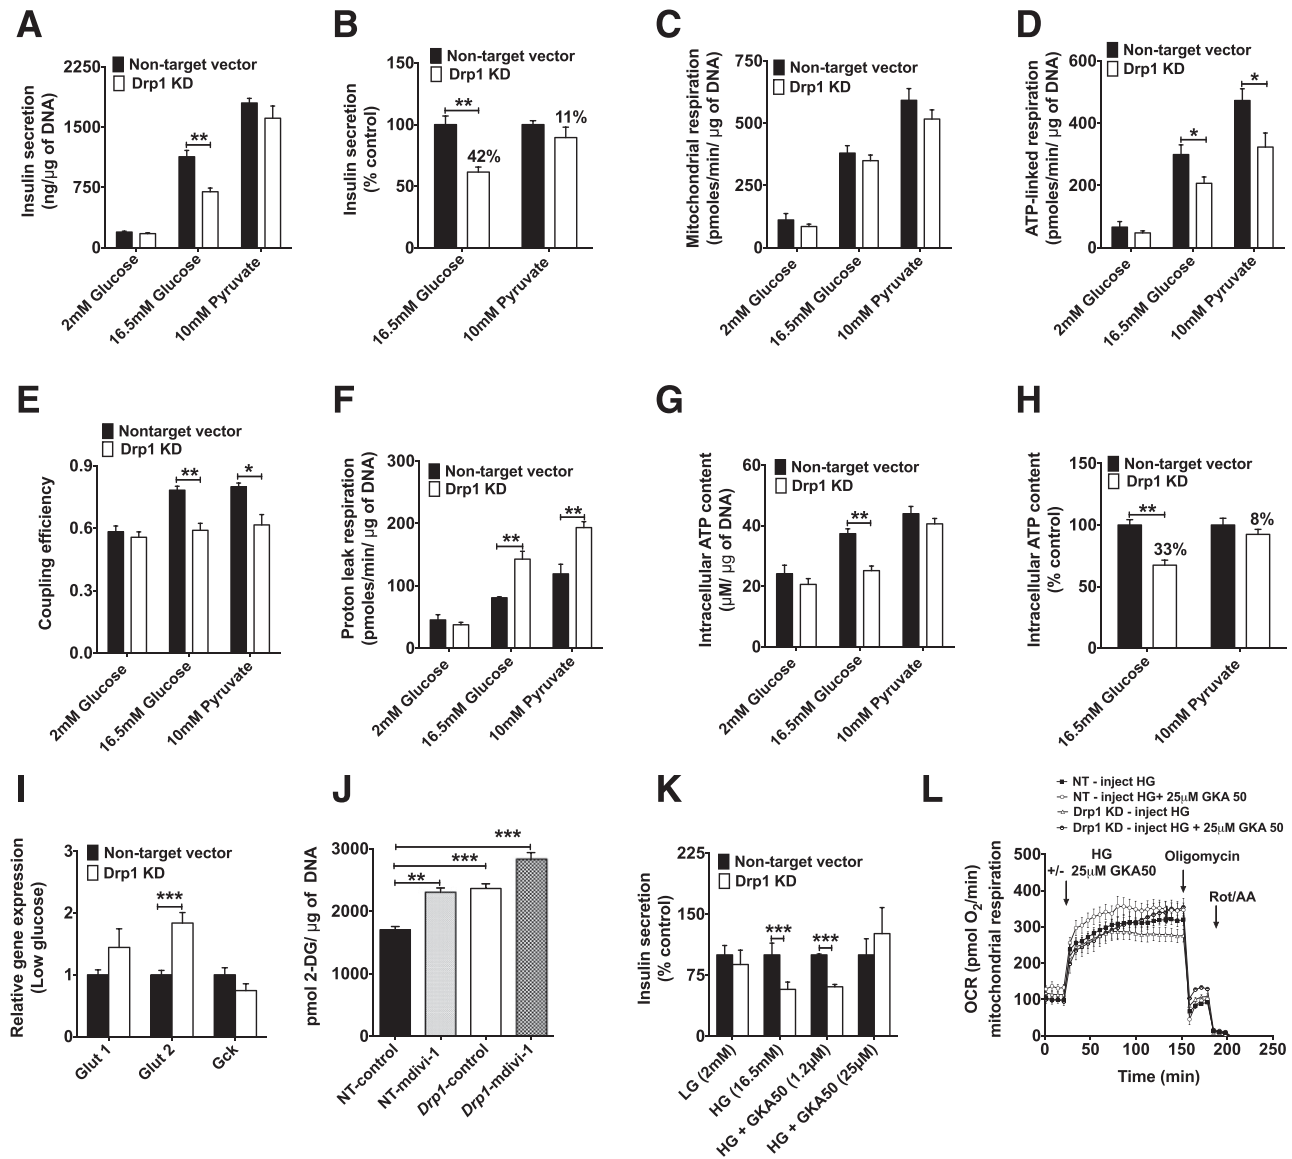 A
Non-target vector
Drp1 KD
Insulin secretion
(ng/μg of DNA)
2250
1500
750
0
**
2mM Glucose
16.5mM Glucose
10mM Pyruvate
B
Non-target vector
Drp1 KD
Insulin secretion
(% control)
150
100
50
0
**
42%
11%
16.5mM Glucose
10mM Pyruvate
C
Non-target vector
Drp1 KD
Mitochondrial respiration
(pmoles/min/ μg of DNA)
750
500
250
0
2mM Glucose
16.5mM Glucose
10mM Pyruvate
D
Non-target vector
Drp1 KD
ATP-linked respiration
(pmoles/min/ μg of DNA)
600
400
200
0
*
*
2mM Glucose
16.5mM Glucose
10mM Pyruvate
E
Nontarget vector
Drp1 KD
Coupling efficiency
0.9
0.6
0.3
0.0
**
*
2mM Glucose
16.5mM Glucose
10mM Pyruvate
F
Non-target vector
Drp1 KD
Proton leak respiration
(pmoles/min/ μg of DNA)
300
200
100
0
**
**
2mM Glucose
16.5mM Glucose
10mM Pyruvate
G
Non-target vector
Drp1 KD
Intracellular ATP content
(μM/ μg of DNA)
60
40
20
0
**
2mM Glucose
16.5mM Glucose
10mM Pyruvate
H
Non-target vector
Drp1 KD
Intracellular ATP content
(% control)
150
100
50
0
**
33%
8%
16.5mM Glucose
10mM Pyruvate
I
Non-target vector
Drp1 KD
Relative gene expression
(Low glucose)
3
2
1
0
***
Glut 1
Glut 2
Gck
J
pmol 2-DG/ μg of DNA
3000
2000
1000
0
***
***
**
NT-control
NT-mdivi-1
Drp1-control
Drp1-mdivi-1
K
Non-target vector
Drp1 KD
Insulin secretion
(% control)
225
150
75
0
***
***
LG (2mM)
HG (16.5mM)
HG + GKA50 (1.2μM)
HG + GKA50 (25μM)
L
NT - inject HG
NT - inject HG+ 25μM GKA 50
Drp1 KD - inject HG
Drp1 KD - inject HG + 25μM GKA 50
OCR (pmol O2/min)
mitochondrial respiration
500
400
300
200
100
0
HG
+/- 25μM GKA50
Oligomycin
Rot/AA
0
50
100
150
200
250
Time (min)